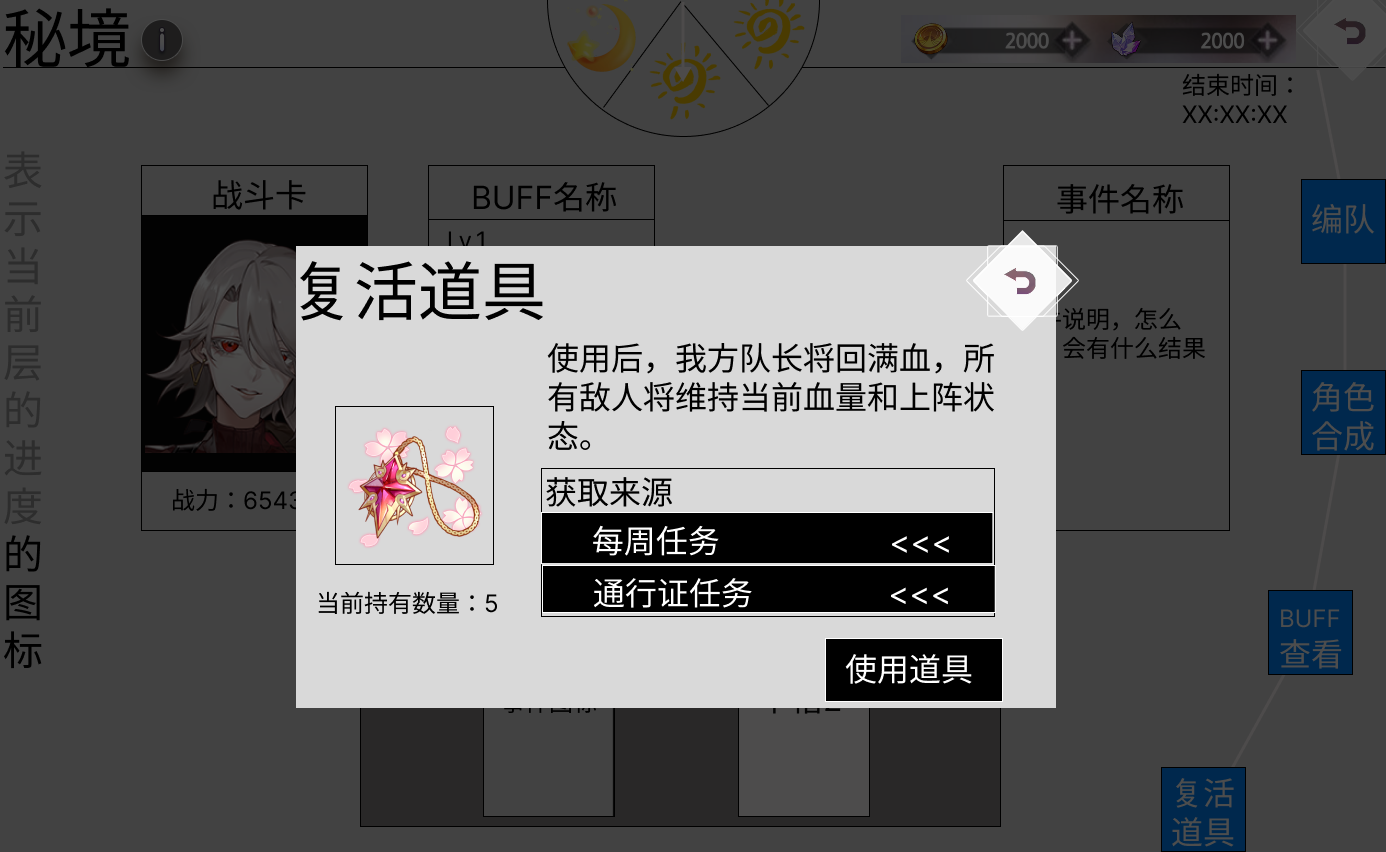 秘境
i
2000
2000
结束时间：
XX:XX:XX
表示当前层的进度的图标
战斗卡
战力：6543
BUFF名称
Lv1
事件名称
说明，怎么
会有什么结果
编队
角色
合成
BUFF
查看
复活
道具
复活道具
使用后，我方队长将回满血，所
有敌人将维持当前血量和上阵状
态。
当前持有数量：5
获取来源
每周任务 <<<
通行证任务 <<<
使用道具